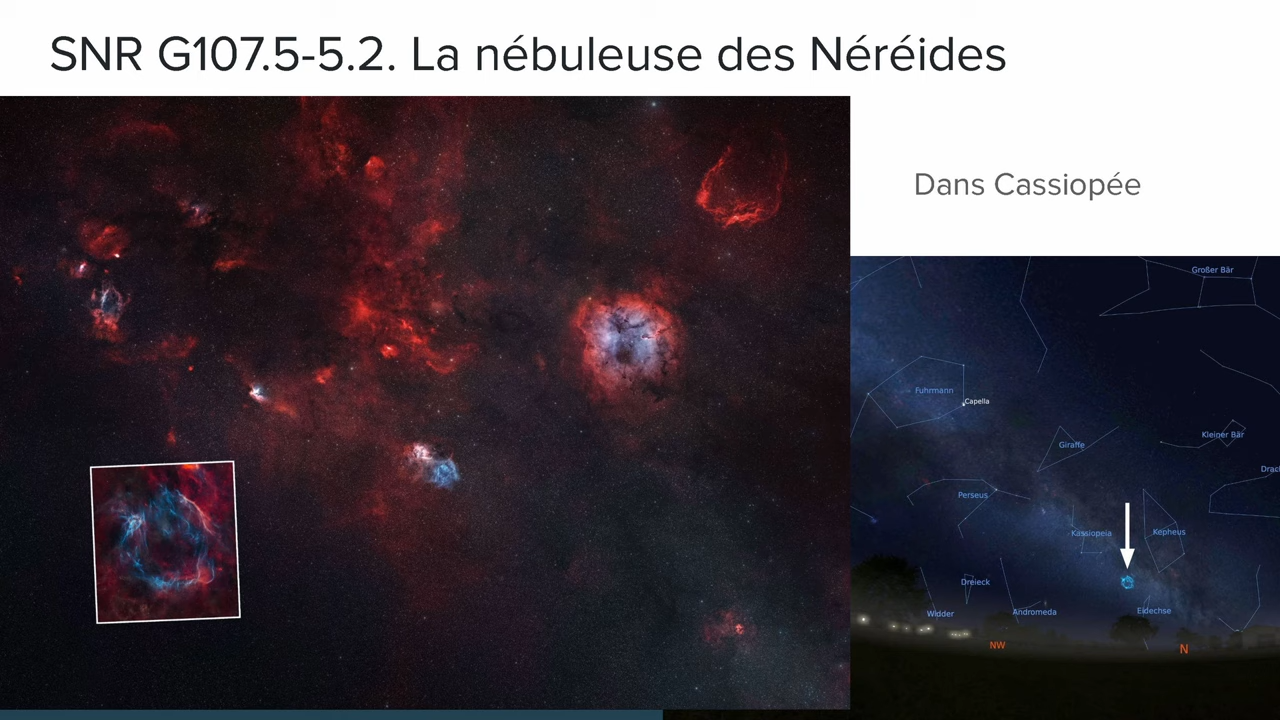 SNR G107.5-5.2. La nébuleuse des Néréides
Dans Cassiopée
Großer Bär
Fuhrmann
Capella
Kleiner Bär
Giraffe
Drac
Perseus
Kassiopeia
Kepheus
Dreieck
Widder
Andromeda
Eidechse
NW
N